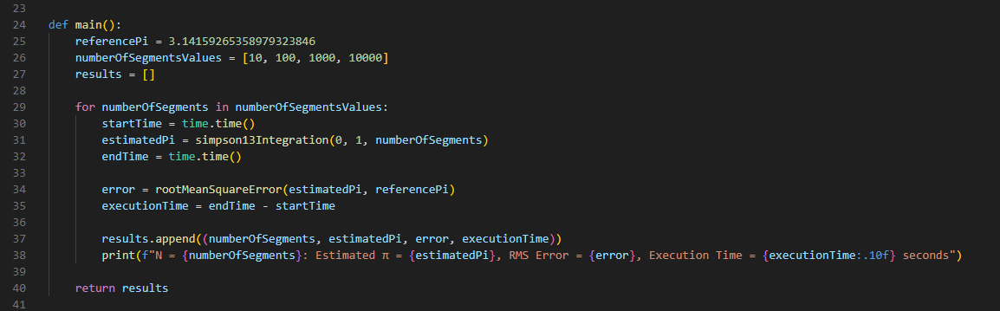 23
24 def main():
25     referencePi = 3.14159265358979323846
26     numberOfSegmentsValues = [10, 100, 1000, 10000]
27     results = []
28
29     for numberOfSegments in numberOfSegmentsValues:
30         startTime = time.time()
31         estimatedPi = simpson13Integration(0, 1, numberOfSegments)
32         endTime = time.time()
33
34         error = rootMeanSquareError(estimatedPi, referencePi)
35         executionTime = endTime - startTime
36
37         results.append((numberOfSegments, estimatedPi, error, executionTime))
38         print(f"N = {numberOfSegments}: Estimated π = {estimatedPi}, RMS Error = {error}, Execution Time = {executionTime:.10f} seconds")
39
40     return results
41